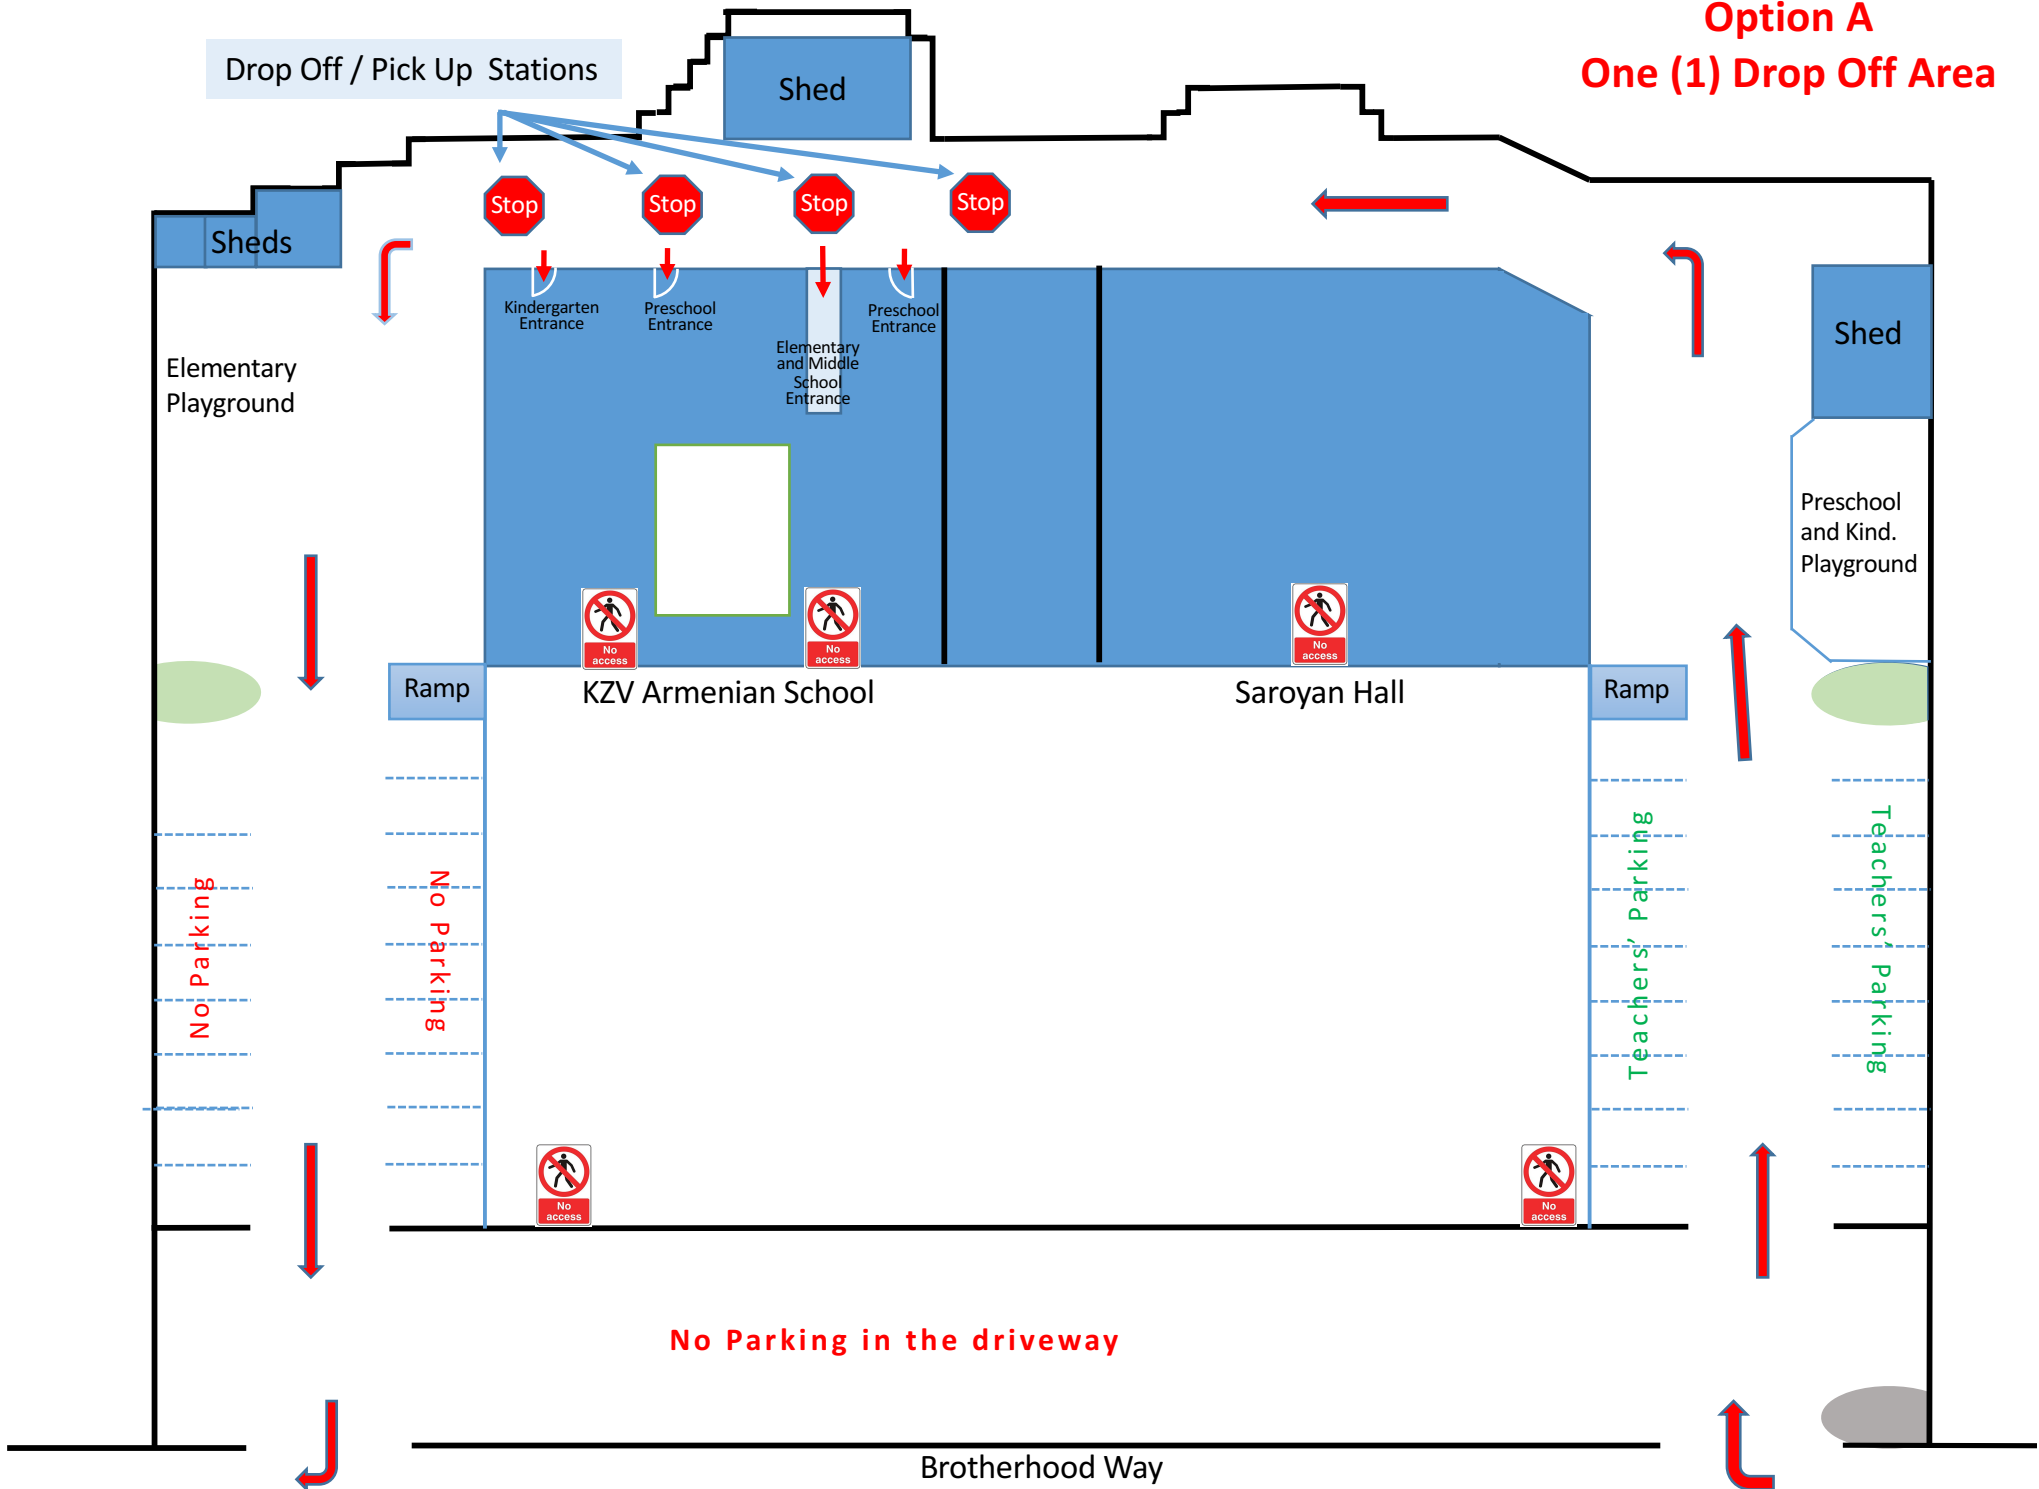 Option A
One (1) Drop Off Area
Drop Off / Pick Up Stations
Shed
Stop
Stop
Stop
Stop
Sheds
Kindergarten
Entrance
Preschool
Entrance
Elementary
and Middle
School
Entrance
Preschool
Entrance
Shed
Elementary
Playground
Preschool
and Kind.
Playground
No
access
No
access
No
access
Ramp
KZV Armenian School
Saroyan Hall
Ramp
No Parking
No Parking
Teachers’ Parking
Teachers’ Parking
No
access
No
access
No Parking in the driveway
Brotherhood Way